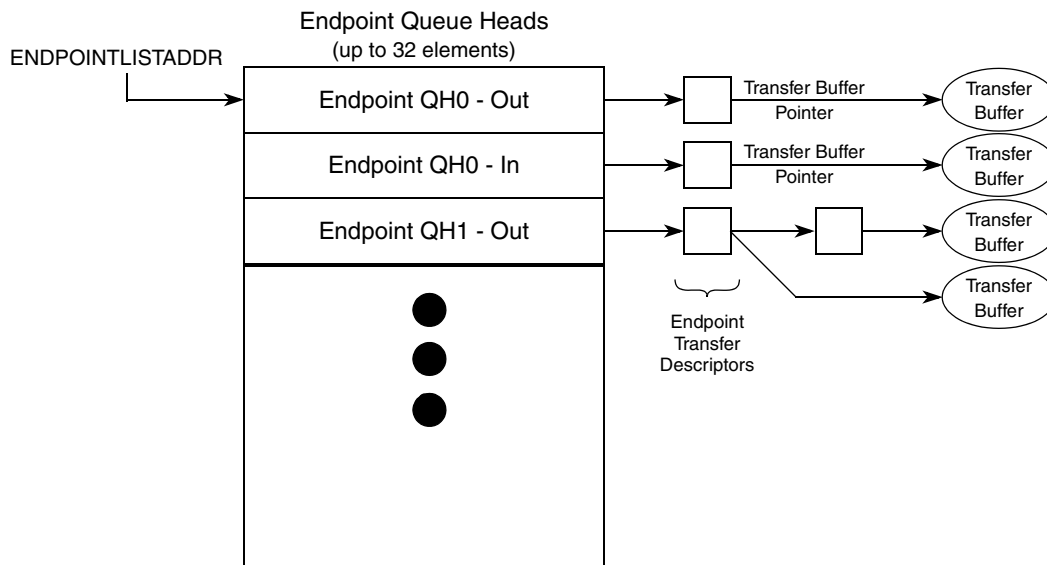 Endpoint Queue Heads
(up to 32 elements)
ENDPOINTLISTADDR
Endpoint QH0 - Out
Transfer Buffer
Pointer
Transfer
Buffer
Endpoint QH0 - In
Transfer Buffer
Pointer
Transfer
Buffer
Endpoint QH1 - Out
Transfer
Buffer
Transfer
Buffer
Endpoint
Transfer
Descriptors